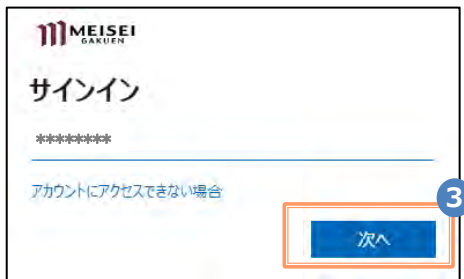 MEISEI
GAKUEN
サインイン
********
アカウントにアクセスできない場合
3
次へ